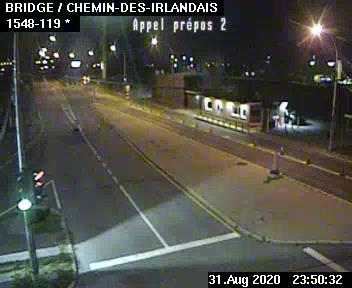 BRIDGE / CHEMIN-DES-IRLANDAIS
1548-119 *
Appel prépos 2
31.Aug 2020 23:50:32